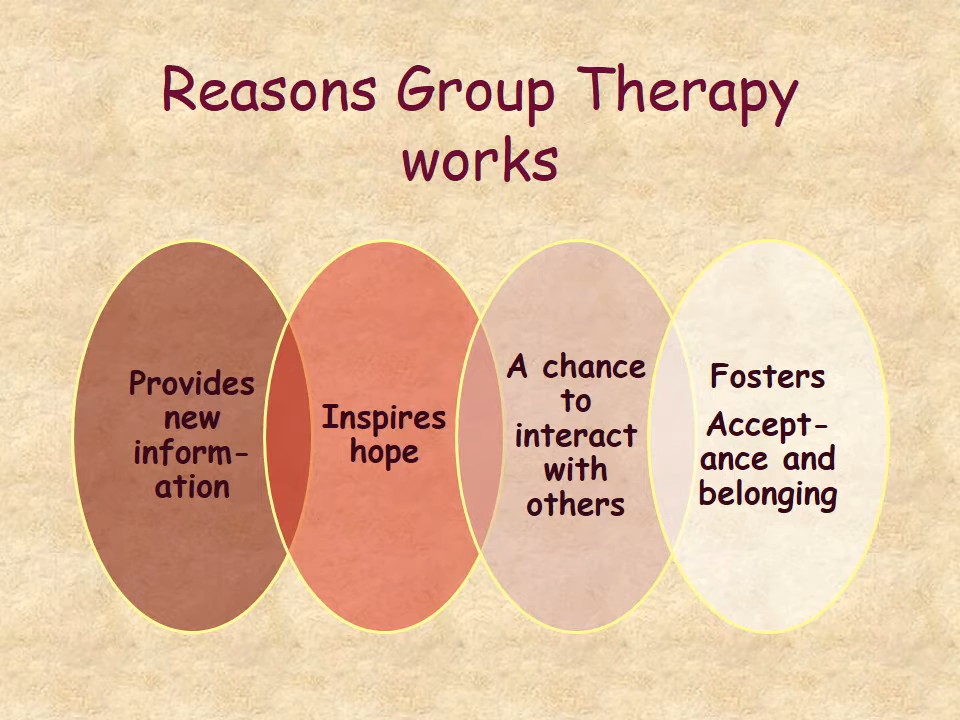 Reasons Group Therapy
works
Provides
new
inform-
ation
Inspires
hope
A chance
to
interact
with
others
Fosters
Accept-
ance and
belonging